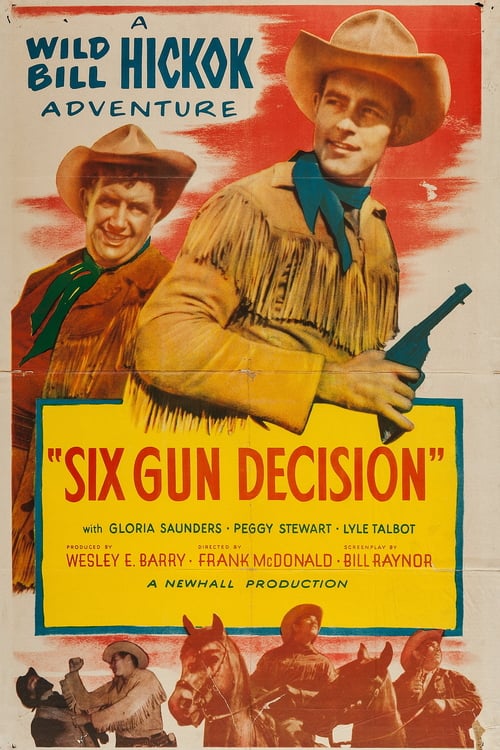 A
WILD
BILL HICKOK
ADVENTURE
"SIX GUN DECISION"
with GLORIA SAUNDERS · PEGGY STEWART · LYLE TALBOT
PRODUCED BY DIRECTED BY SCREENPLAY BY
WESLEY E. BARRY · FRANK McDONALD · BILL RAYNOR
A NEWHALL PRODUCTION